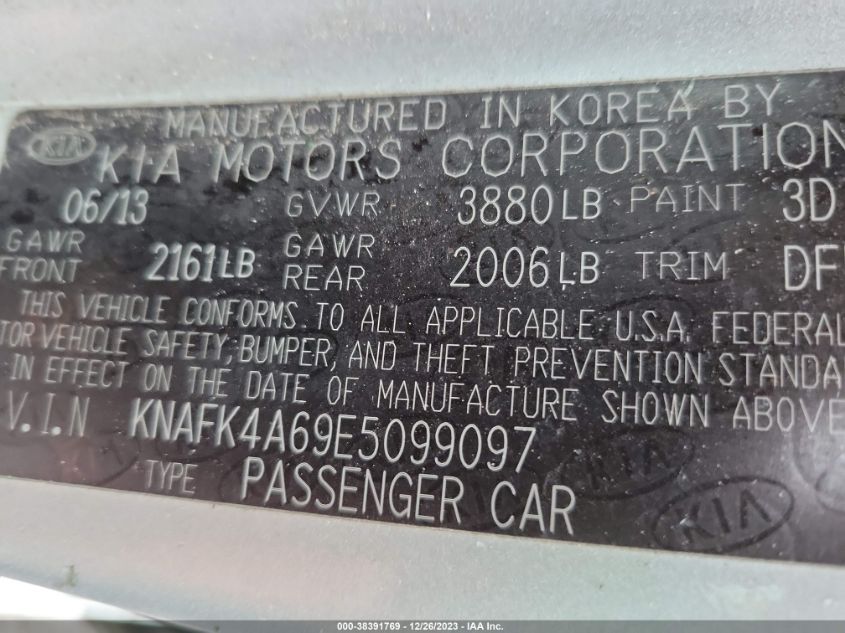 MANUFACTURED IN KOREA BY
KIA KIA MOTORS CORPORATION
06/13 GVWR 3880LB PAINT 3D
GAWR FRONT 2161LB GAWR REAR 2006LB TRIM DF
THIS VEHICLE CONFORMS TO ALL APPLICABLE U.S.A. FEDERAL
TOR VEHICLE SAFETY, BUMPER, AND THEFT PREVENTION STANDA
IN EFFECT ON THE DATE OF MANUFACTURE SHOWN ABOVE
V.I.N KNAFK4A69E5099097
TYPE PASSENGER CAR
KIA
000-38391769 - 12/26/2023 - IAA Inc.